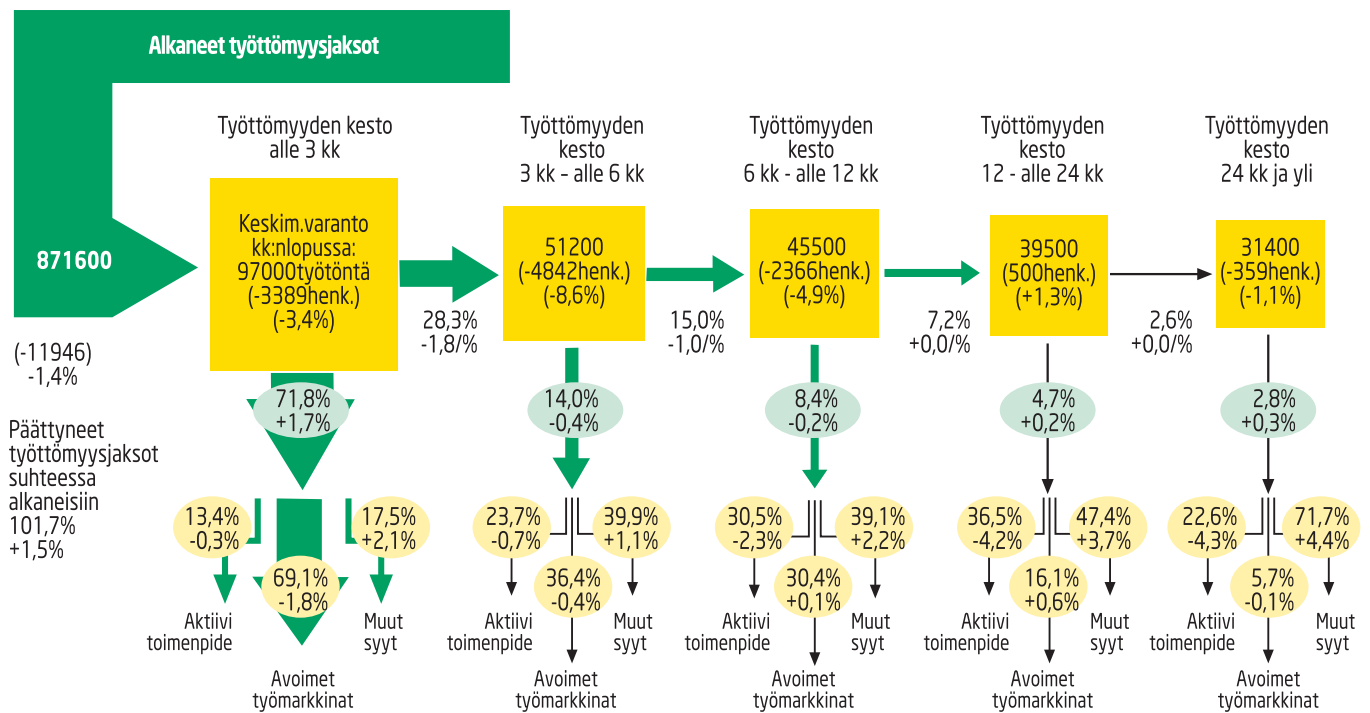 Alkaneet työttömyysjaksot
871600
(-11946)
-1,4%
Päättyneet
työttömyysjaksot
suhteessa
alkaneisiin
101,7%
+1,5%
Työttömyyden kesto
alle 3 kk
Keskim.varanto
kk:nlopussa:
97000työtöntä
(-3389henk.)
(-3,4%)
28,3%
-1,8/%
71,8%
+1,7%
13,4%
-0,3%
17,5%
+2,1%
69,1%
-1,8%
Aktiivi
toimenpide
Muut
syyt
Avoimet
työmarkkinat
Työttömyyden
kesto
3 kk – alle 6 kk
51200
(-4842henk.)
(-8,6%)
15,0%
-1,0/%
14,0%
-0,4%
23,7%
-0,7%
39,9%
+1,1%
36,4%
-0,4%
Aktiivi
toimenpide
Muut
syyt
Avoimet
työmarkkinat
Työttömyyden
kesto
6 kk - alle 12 kk
45500
(-2366henk.)
(-4,9%)
7,2%
+0,0/%
8,4%
-0,2%
30,5%
-2,3%
39,1%
+2,2%
30,4%
+0,1%
Aktiivi
toimenpide
Muut
syyt
Avoimet
työmarkkinat
Työttömyyden
kesto
12 - alle 24 kk
39500
(500henk.)
(+1,3%)
2,6%
+0,0/%
4,7%
+0,2%
36,5%
-4,2%
47,4%
+3,7%
16,1%
+0,6%
Aktiivi
toimenpide
Muut
syyt
Avoimet
työmarkkinat
Työttömyyden
kesto
24 kk ja yli
31400
(-359henk.)
(-1,1%)
2,8%
+0,3%
22,6%
-4,3%
71,7%
+4,4%
5,7%
-0,1%
Aktiivi
toimenpide
Muut
syyt
Avoimet
työmarkkinat